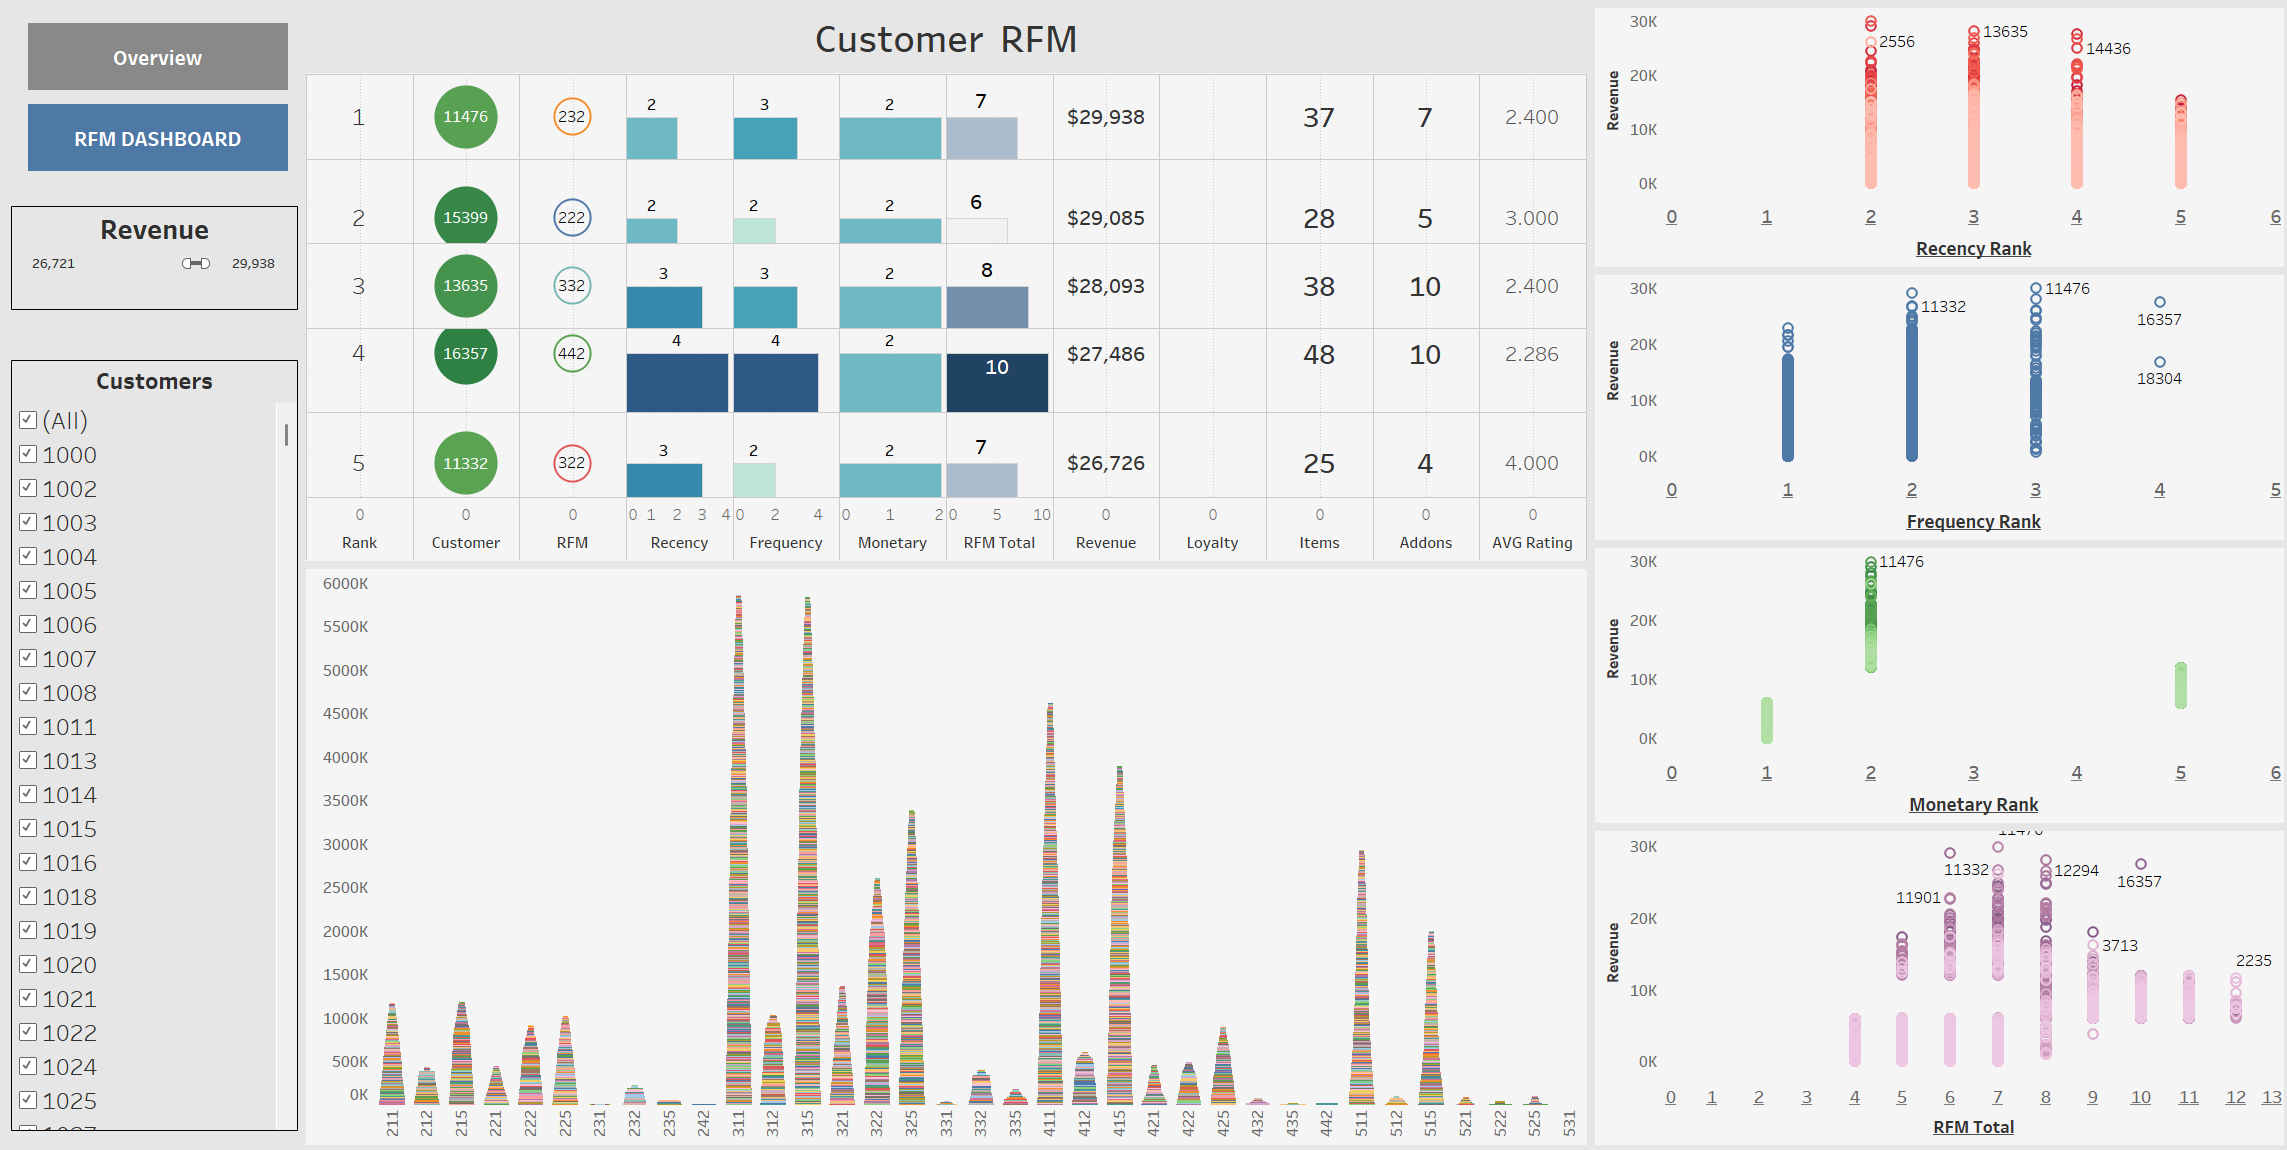 Overview
RFM DASHBOARD
Revenue
26,721 29,938
Customers
(All)
1000
1002
1003
1004
1005
1006
1007
1008
1011
1013
1014
1015
1016
1018
1019
1020
1021
1022
1024
1025
Customer RFM
1 11476 232 2 3 2 7 $29,938 37 7 2.400
2 15399 222 2 2 2 6 $29,085 28 5 3.000
3 13635 332 3 3 2 8 $28,093 38 10 2.400
4 16357 442 4 4 2 10 $27,486 48 10 2.286
5 11332 322 3 2 2 7 $26,726 25 4 4.000
0 0 0 0 1 2 3 4 0 2 4 0 1 2 0 5 10 0 0 0 0 0
Rank Customer RFM Recency Frequency Monetary RFM Total Revenue Loyalty Items Addons AVG Rating
6000K
5500K
5000K
4500K
4000K
3500K
3000K
2500K
2000K
1500K
1000K
500K
0K
211 212 215 221 222 225 231 232 235 242 311 312 315 321 322 325 331 332 335 411 412 415 421 422 425 432 435 442 511 512 515 521 522 525 531
Revenue
30K
20K
10K
0K
2556 13635 14436
0 1 2 3 4 5 6
Recency Rank
Revenue
30K
20K
10K
0K
11332 11476 16357 18304
0 1 2 3 4 5
Frequency Rank
Revenue
30K
20K
10K
0K
11476
0 1 2 3 4 5 6
Monetary Rank
Revenue
30K
20K
10K
0K
11901 11332 12294 16357 3713 2235
0 1 2 3 4 5 6 7 8 9 10 11 12 13
RFM Total